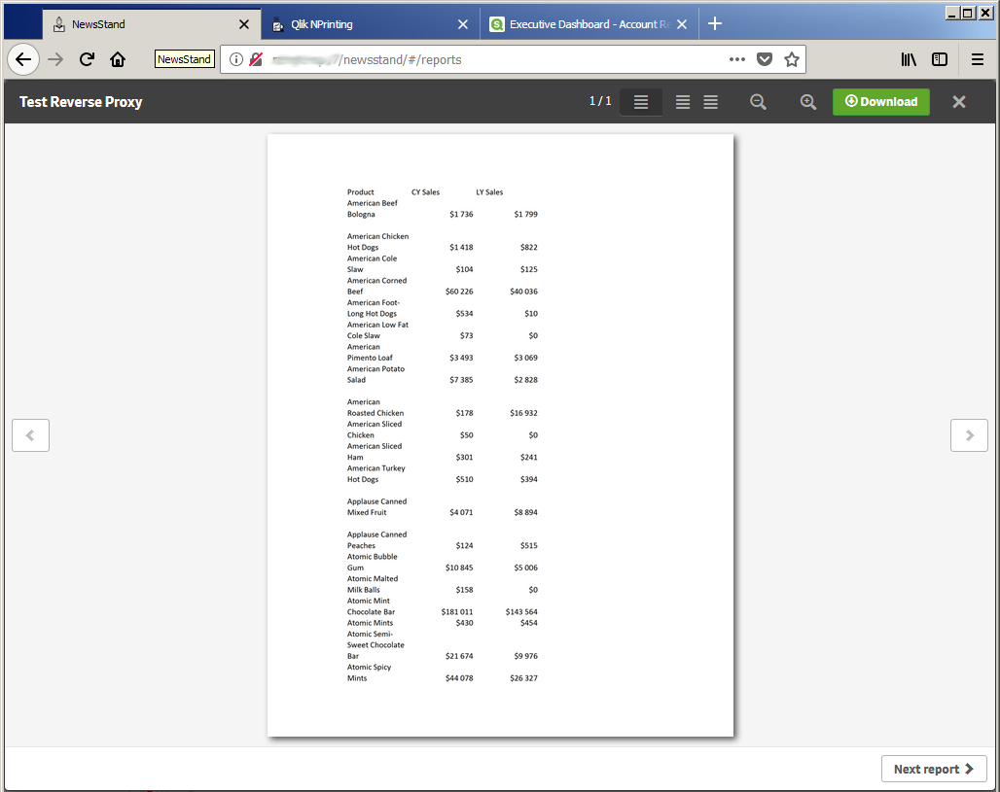 NewsStand
Qlik NPrinting
Executive Dashboard - Account Re
NewsStand
/newsstand/#/reports
Test Reverse Proxy
1 / 1
Download
Product CY Sales LY Sales
American Beef
Bologna $1 736 $1 799
American Chicken
Hot Dogs $1 418 $822
American Cole
Slaw $104 $125
American Corned
Beef $60 226 $40 036
American Foot-
Long Hot Dogs $534 $10
American Low Fat
Cole Slaw $73 $0
American
Pimento Loaf $3 493 $3 069
American Potato
Salad $7 385 $2 828
American
Roasted Chicken $178 $16 932
American Sliced
Chicken $50 $0
American Sliced
Ham $301 $241
American Turkey
Hot Dogs $510 $394
Applause Canned
Mixed Fruit $4 071 $8 894
Applause Canned
Peaches $124 $515
Atomic Bubble
Gum $10 845 $5 006
Atomic Malted
Milk Balls $158 $0
Atomic Mint
Chocolate Bar $181 011 $143 564
Atomic Mints $430 $454
Atomic Semi-
Sweet Chocolate
Bar $21 674 $9 976
Atomic Spicy
Mints $44 078 $26 327
Next report